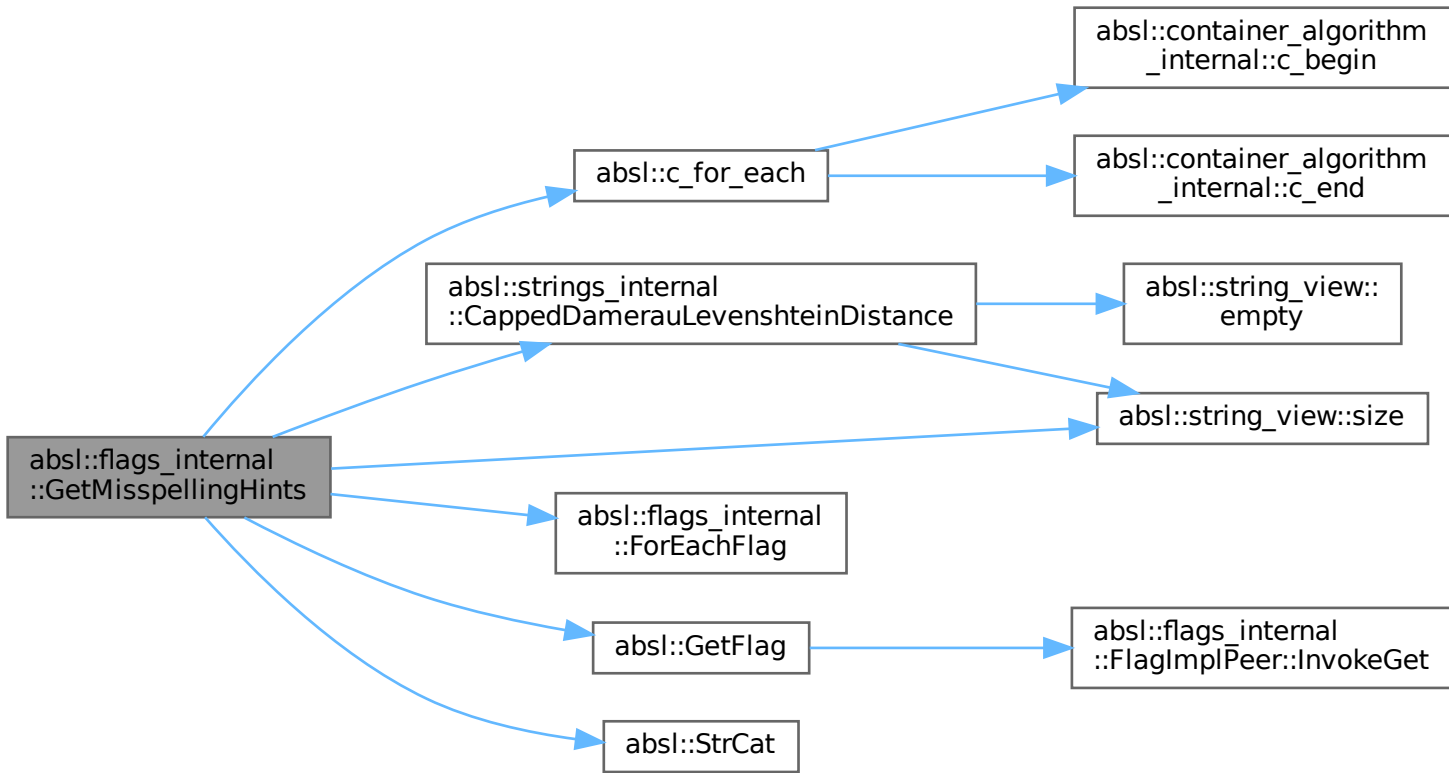 absl::container_algorithm
_internal::c_begin
absl::c_for_each
absl::container_algorithm
_internal::c_end
absl::strings_internal
::CappedDamerauLevenshteinDistance
absl::string_view::
empty
absl::string_view::size
absl::flags_internal
::GetMisspellingHints
absl::flags_internal
::ForEachFlag
absl::GetFlag
absl::flags_internal
::FlagImplPeer::InvokeGet
absl::StrCat